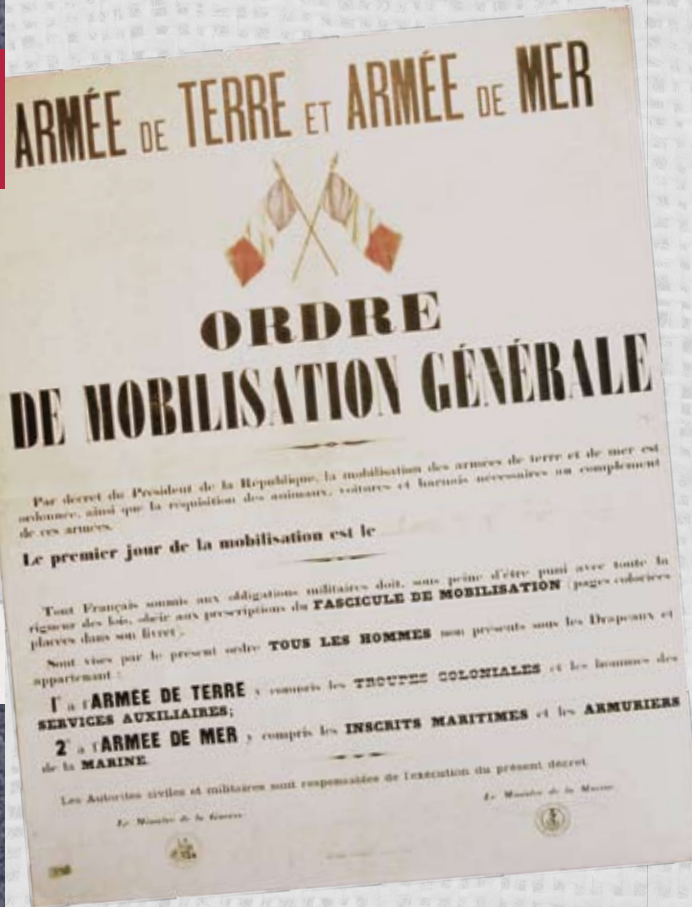 ARMÉE DE TERRE ET ARMÉE DE MER
ORDRE
DE MOBILISATION GÉNÉRALE
Par décret du Président de la République, la mobilisation des armées de terre et de mer est
ordonnée, ainsi que la réquisition des animaux, voitures et harnais nécessaires au complément
de ces armées.
Le premier jour de la mobilisation est le
Tout Français soumis aux obligations militaires doit, sous peine d'être puni avec toute la
rigueur des lois, obéir aux prescriptions du FASCICULE DE MOBILISATION (pages coloriées
placées dans son livret).
Sont visés par le présent ordre TOUS LES HOMMES non présents sous les Drapeaux et
appartenant :
1° à l'ARMÉE DE TERRE y compris les TROUPES COLONIALES et les hommes des
SERVICES AUXILIAIRES;
2° à l'ARMÉE DE MER y compris les INSCRITS MARITIMES et les ARMURIERS
de la MARINE.
Les Autorités civiles et militaires sont responsables de l'exécution du présent décret.
Le Ministre de la Guerre
Le Ministre de la Marine